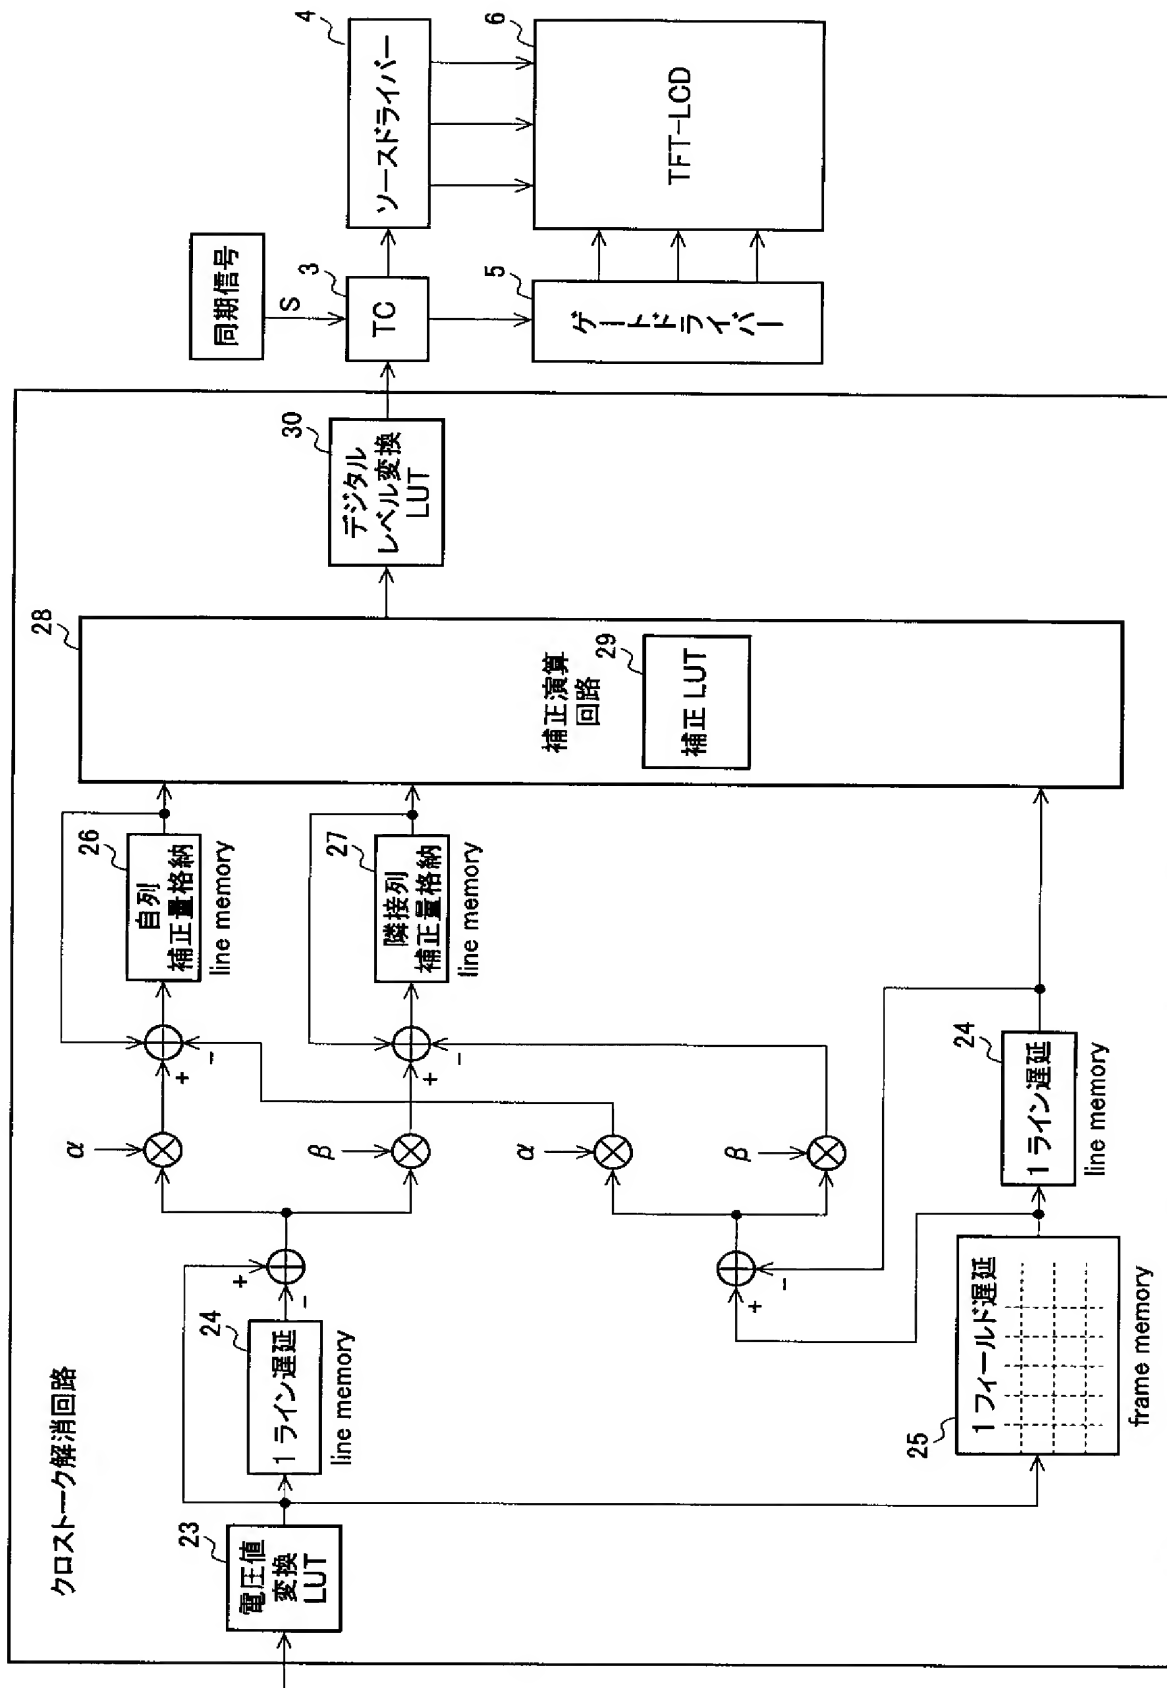 クロストーク解消回路
23
電圧値
変換
LUT
24
1 ライン遅延
line memory
+
−
α
β
+
−
+
−
26
自列
補正量格納
line memory
27
隣接列
補正量格納
line memory
25
1 フィールド遅延
frame memory
+
−
α
β
24
1 ライン遅延
line memory
28
補正演算
回路
29
補正 LUT
30
デジタル
レベル変換
LUT
同期信号
S
3
TC
4
ソースドライバー
5
ゲートドライバー
6
TFT-LCD